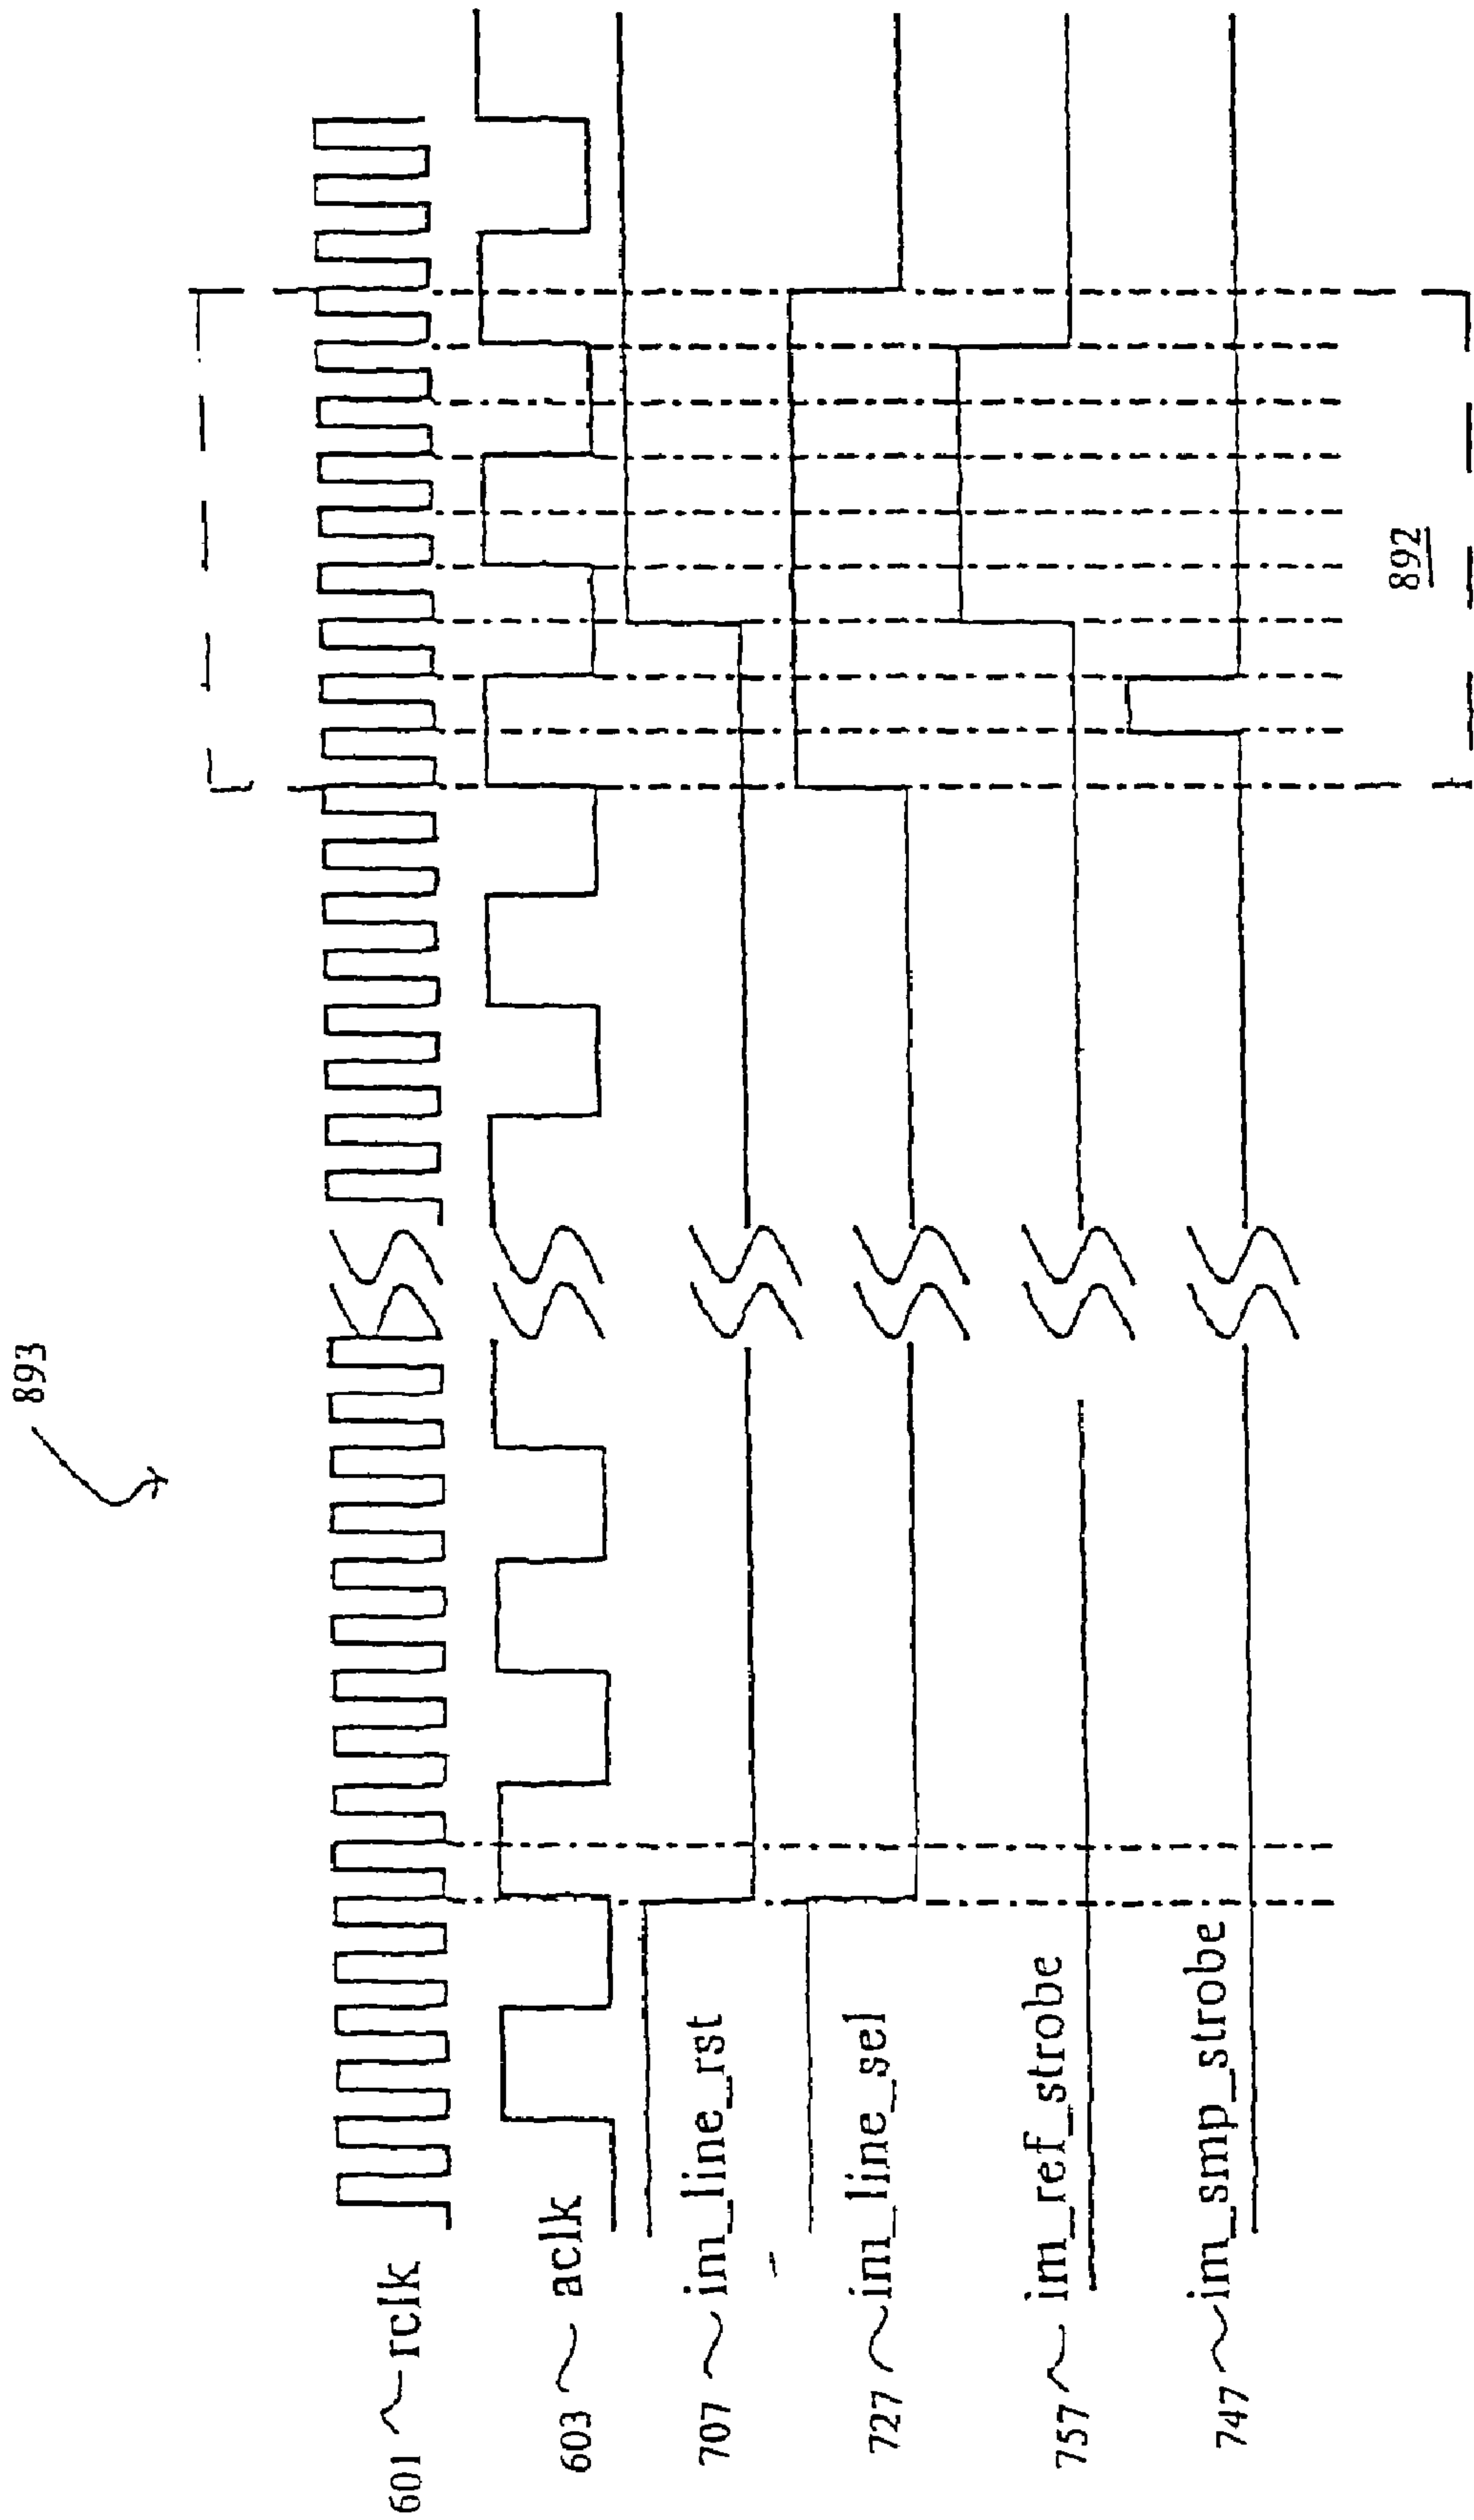 893
601 rclk
603 aclk
707 im_line_rst
727 im_line_sel
757 im_ref_strobe
747 im_smp_strobe
892